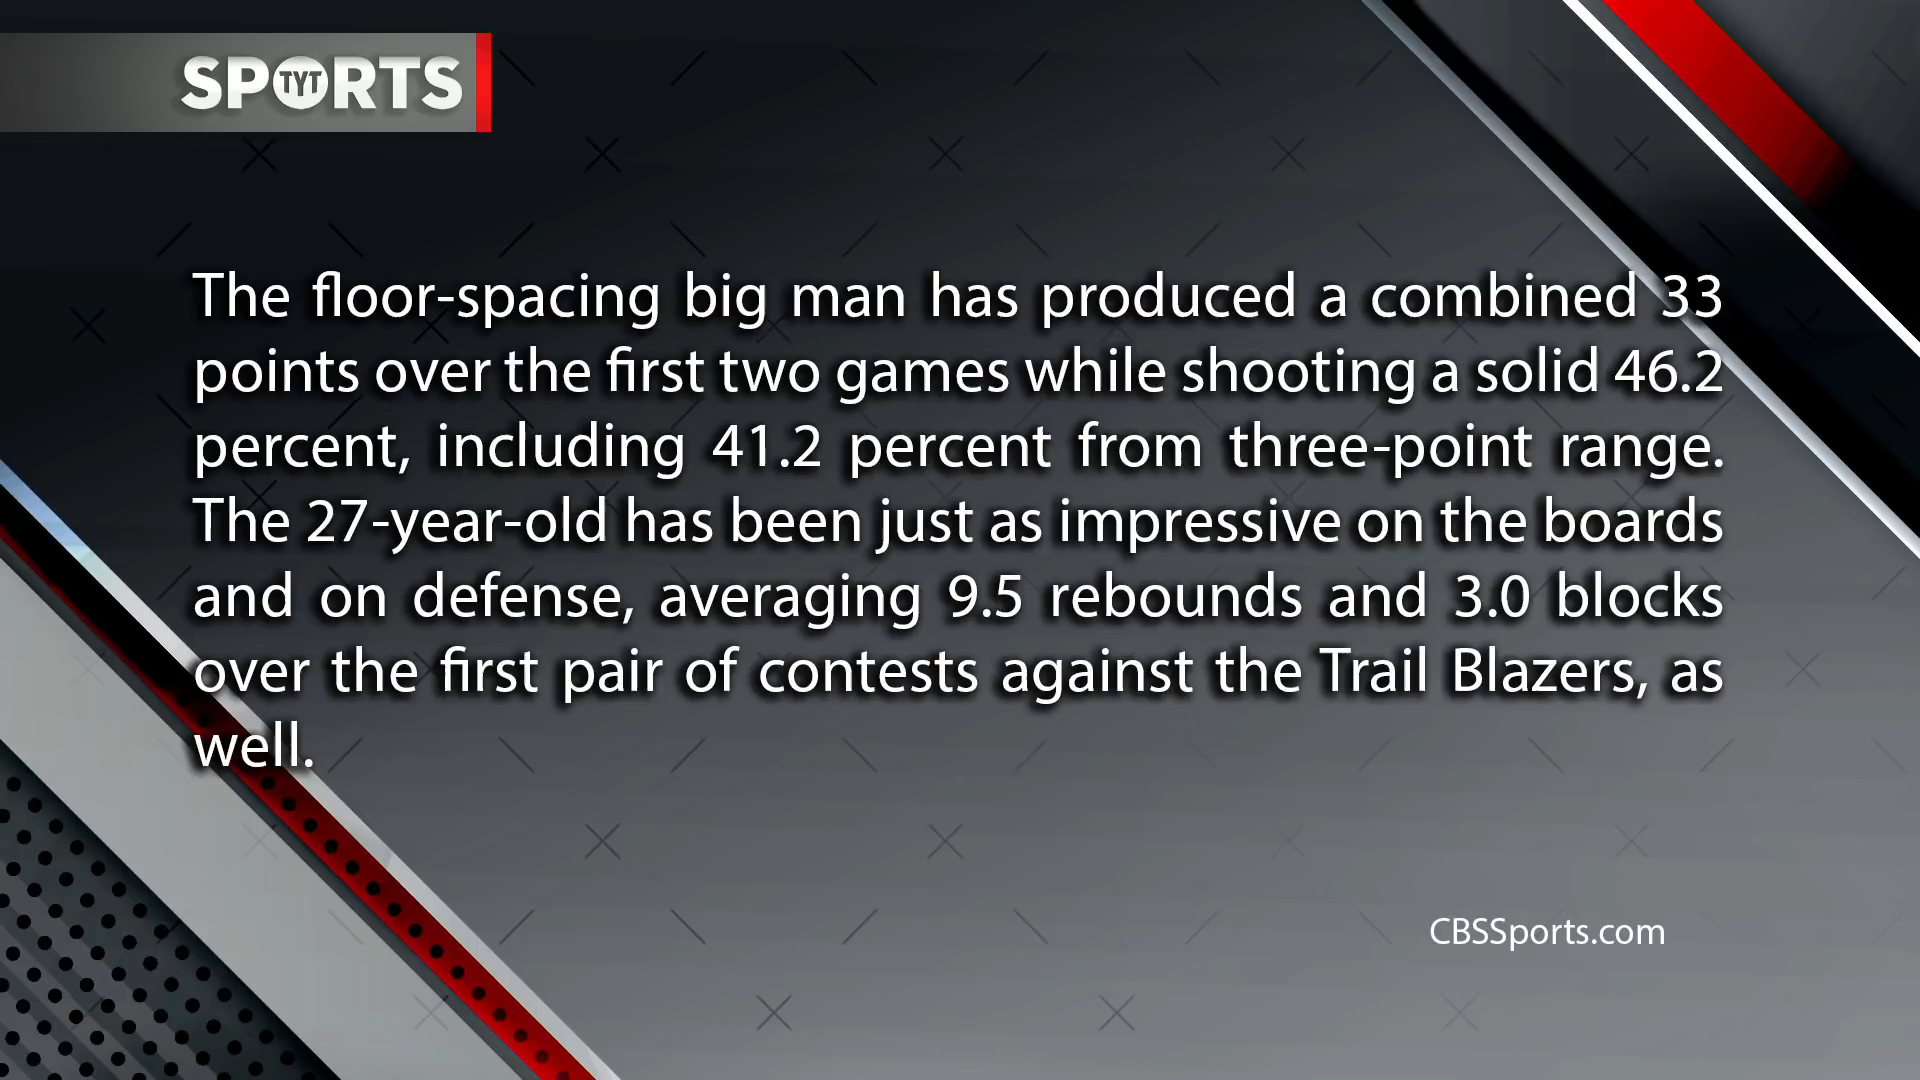 SPORTS
TYT
The floor-spacing big man has produced a combined 33
points over the first two games while shooting a solid 46.2
percent, including 41.2 percent from three-point range.
The 27-year-old has been just as impressive on the boards
and on defense, averaging 9.5 rebounds and 3.0 blocks
over the first pair of contests against the Trail Blazers, as
well.
CBSSports.com